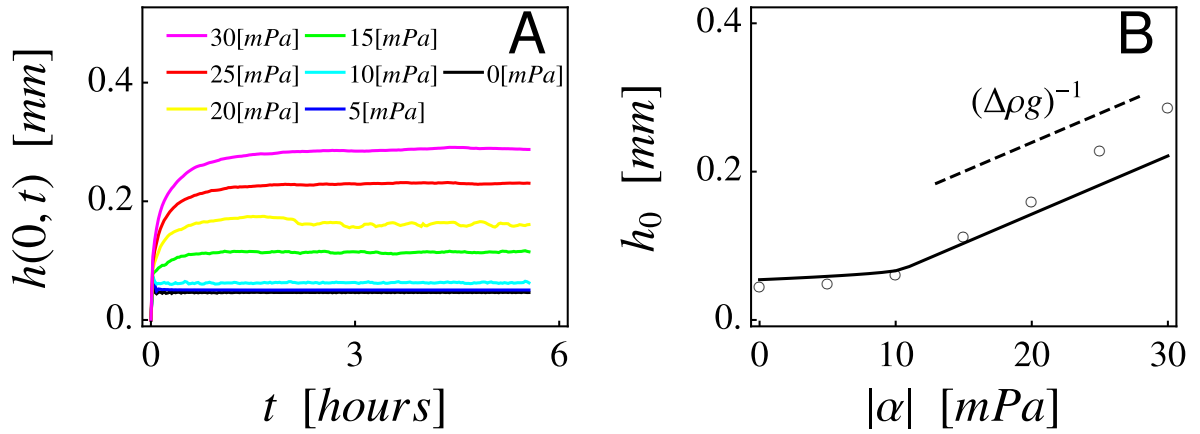 A
30[mPa] 15[mPa]
25[mPa] 10[mPa] 0[mPa]
20[mPa] 5[mPa]
h(0, t) [mm]
0.4
0.2
0.
0 3 6
t [hours]
B
(Δρg)⁻¹
h₀ [mm]
0.4
0.2
0.
0 10 20 30
|α| [mPa]